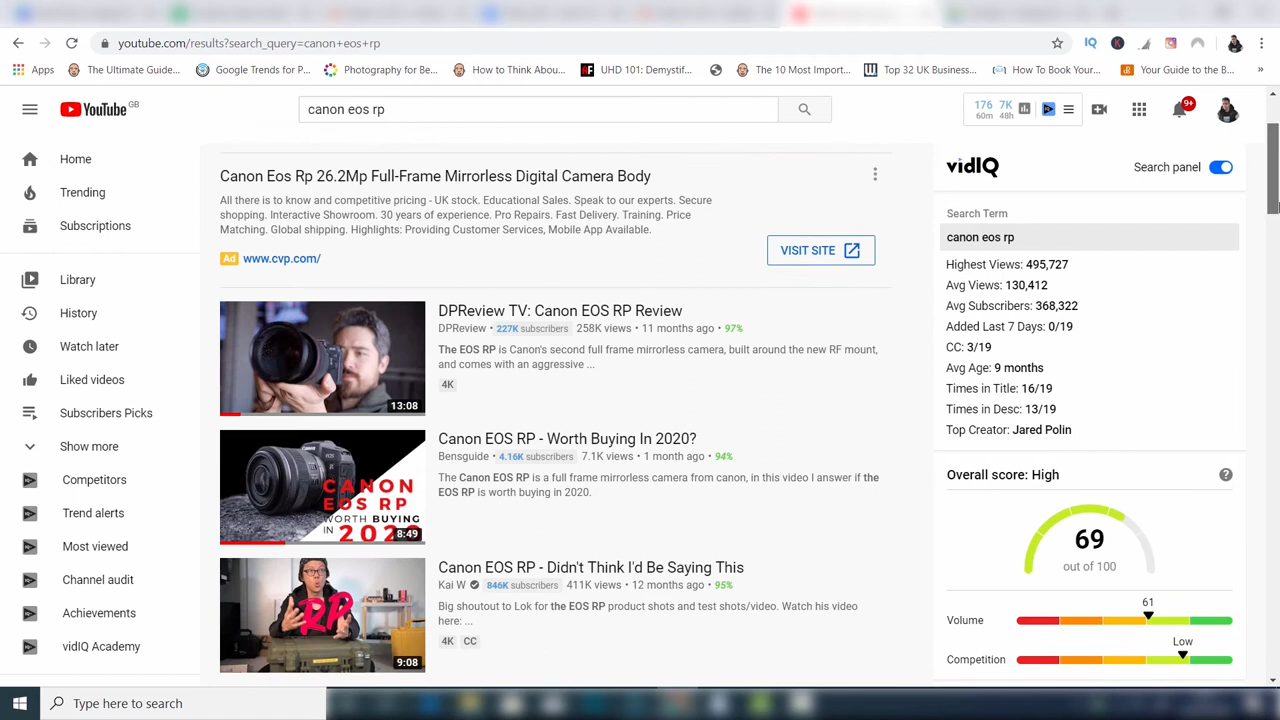 youtube.com/results?search_query=canon+eos+rp
IQ
K
Apps
The Ultimate Guide...
Google Trends for P...
Photography for Be...
How to Think Abou...
UHD 101: Demystif...
The 10 Most Import...
Top 32 UK Business...
How To Book Your...
Your Guide to the B...
»
YouTube GB
canon eos rp
176 7K
60m 48h
9+
Home
Trending
Subscriptions
Library
History
Watch later
Liked videos
Subscribers Picks
Show more
Competitors
Trend alerts
Most viewed
Channel audit
Achievements
vidIQ Academy
Canon Eos Rp 26.2Mp Full-Frame Mirrorless Digital Camera Body
All there is to know and competitive pricing - UK stock. Educational Sales. Speak to our experts. Secure
shopping. Interactive Showroom. 30 years of experience. Pro Repairs. Fast Delivery. Training. Price
Matching. Global shipping. Highlights: Providing Customer Services, Mobile App Available.
Ad www.cvp.com/
VISIT SITE
DPReview TV: Canon EOS RP Review
DPReview • 227K subscribers 258K views • 11 months ago • 97%
The EOS RP is Canon's second full frame mirrorless camera, built around the new RF mount,
and comes with an aggressive ...
4K
13:08
Canon EOS RP - Worth Buying In 2020?
Bensguide • 4.16K subscribers 7.1K views • 1 month ago • 94%
The Canon EOS RP is a full frame mirrorless camera from canon, in this video I answer if the
EOS RP is worth buying in 2020.
CANON
EOS RP
WORTH BUYING
IN 202
8:49
Canon EOS RP - Didn't Think I'd Be Saying This
Kai W 846K subscribers 411K views • 12 months ago • 95%
Big shoutout to Lok for the EOS RP product shots and test shots/video. Watch his video
here: ...
4K CC
RP
9:08
vidIQ
Search panel
Search Term
canon eos rp
Highest Views: 495,727
Avg Views: 130,412
Avg Subscribers: 368,322
Added Last 7 Days: 0/19
CC: 3/19
Avg Age: 9 months
Times in Title: 16/19
Times in Desc: 13/19
Top Creator: Jared Polin
Overall score: High
?
69
out of 100
61
Volume
Low
Competition
Type here to search